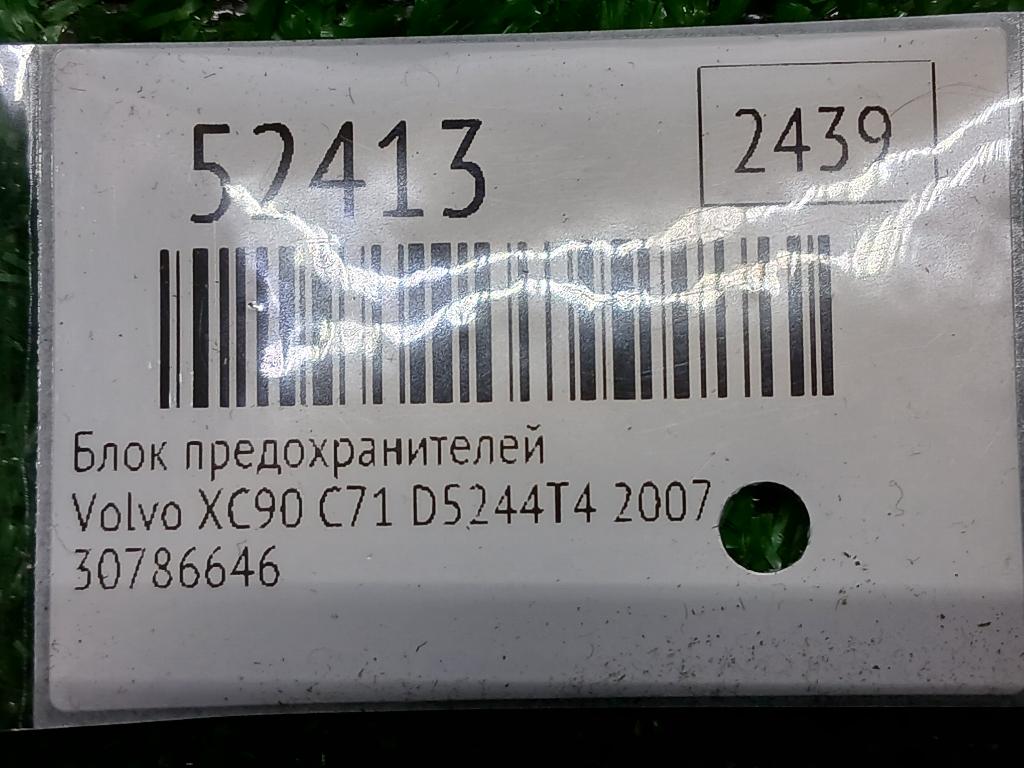 52413
2439
Блок предохранителей
Volvo XC90 C71 D5244T4 2007
30786646